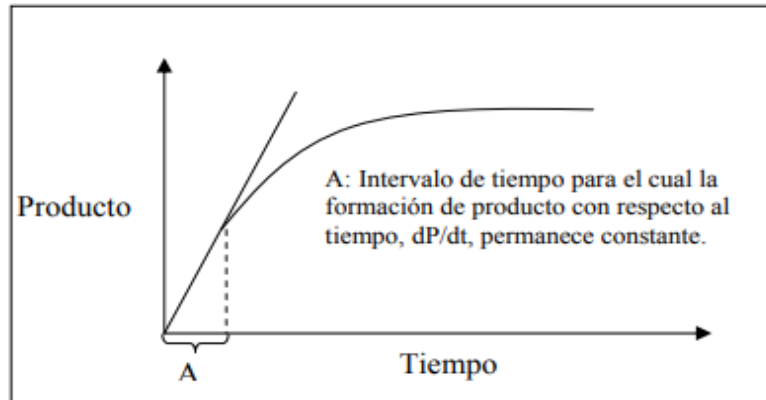 Producto
A: Intervalo de tiempo para el cual la
formación de producto con respecto al
tiempo, dP/dt, permanece constante.
A
Tiempo